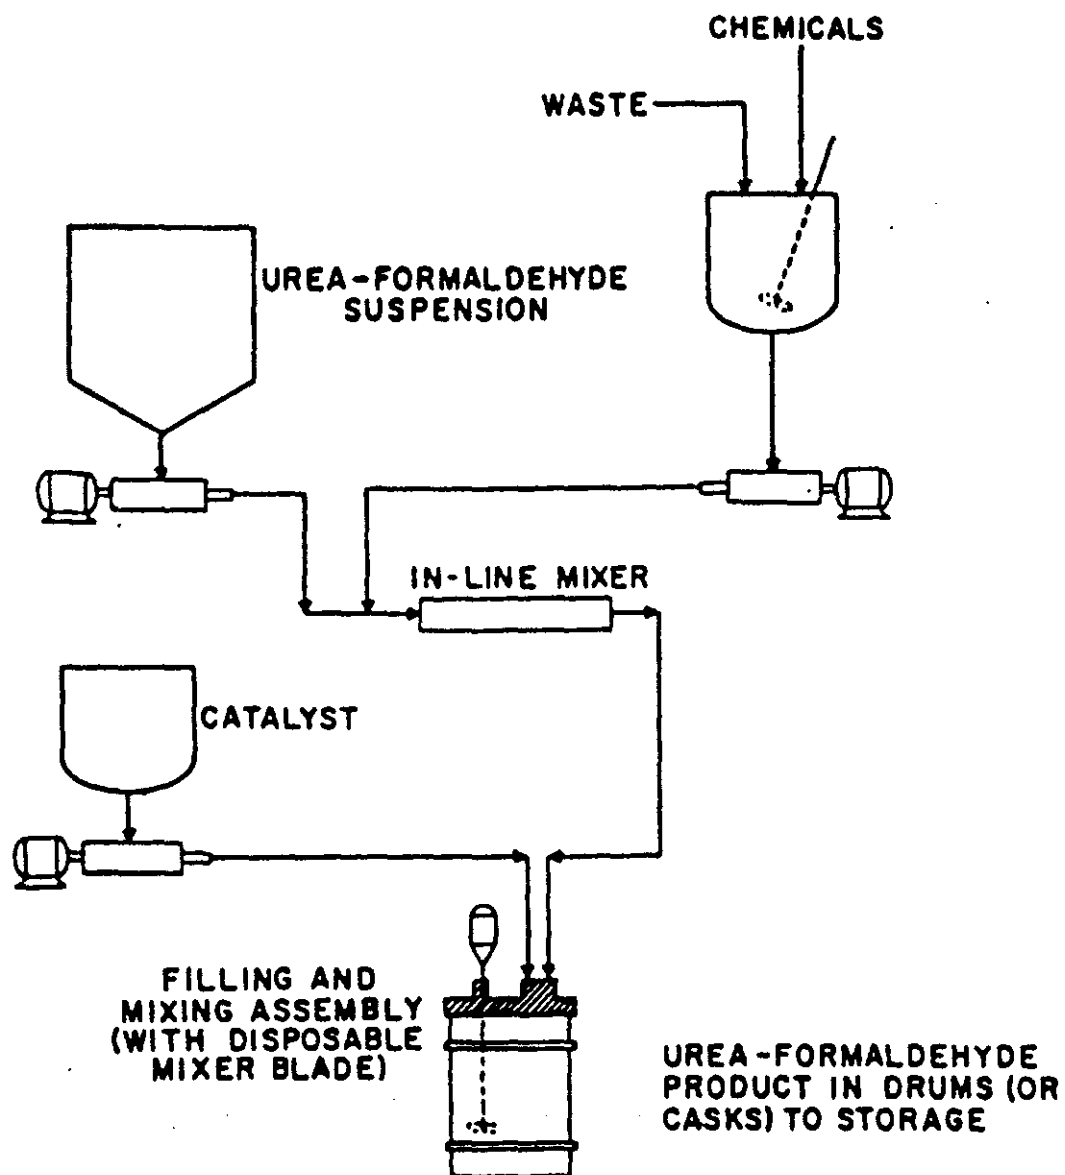 CHEMICALS
WASTE
UREA-FORMALDEHYDE
SUSPENSION
IN-LINE MIXER
CATALYST
FILLING AND
MIXING ASSEMBLY
(WITH DISPOSABLE
MIXER BLADE)
UREA-FORMALDEHYDE
PRODUCT IN DRUMS (OR
CASKS) TO STORAGE